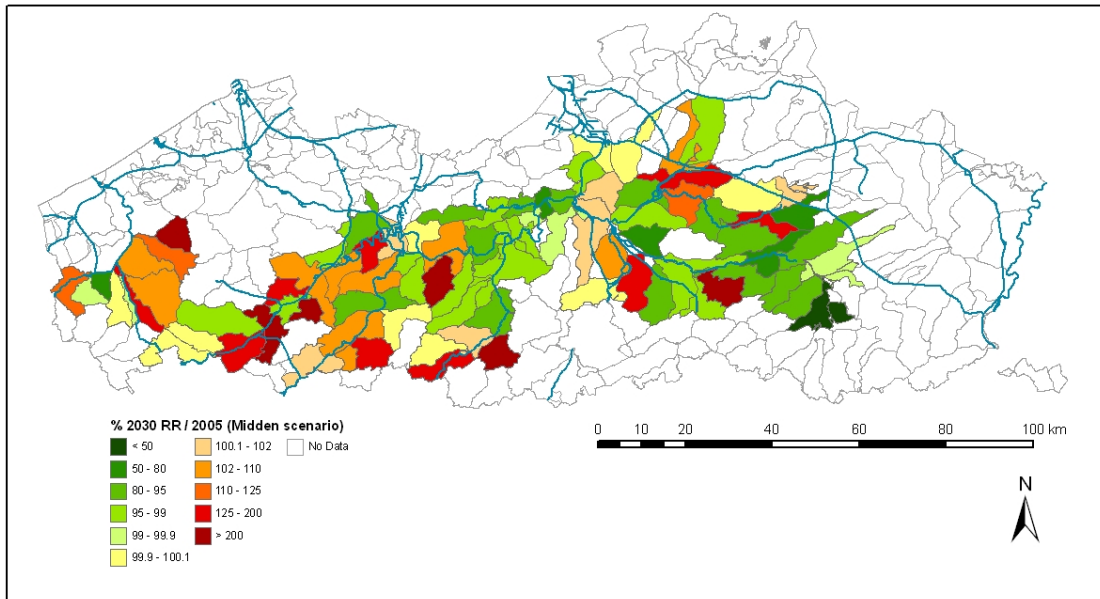 % 2030 RR / 2005 (Midden scenario)
< 50
50 - 80
80 - 95
95 - 99
99 - 99.9
99.9 - 100.1
100.1 - 102
102 - 110
110 - 125
125 - 200
> 200
No Data
0 10 20 40 60 80 100 km
N